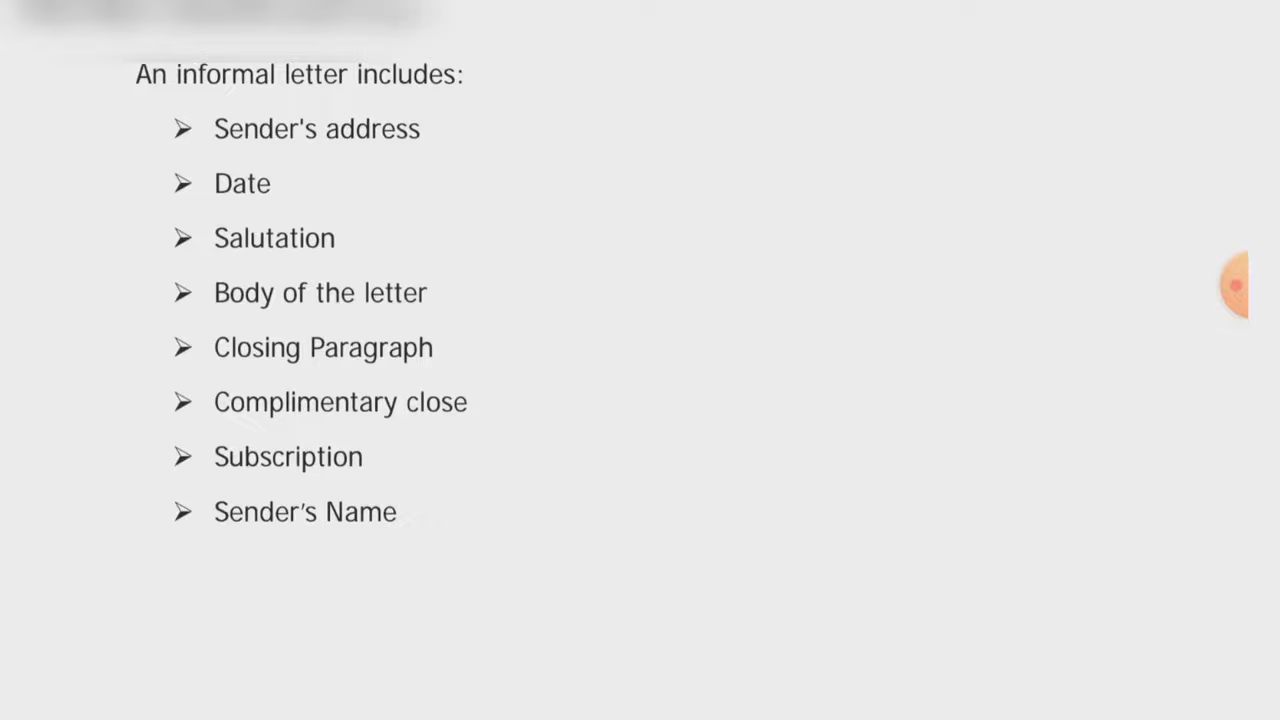 An informal letter includes:
➢ Sender's address
➢ Date
➢ Salutation
➢ Body of the letter
➢ Closing Paragraph
➢ Complimentary close
➢ Subscription
➢ Sender’s Name